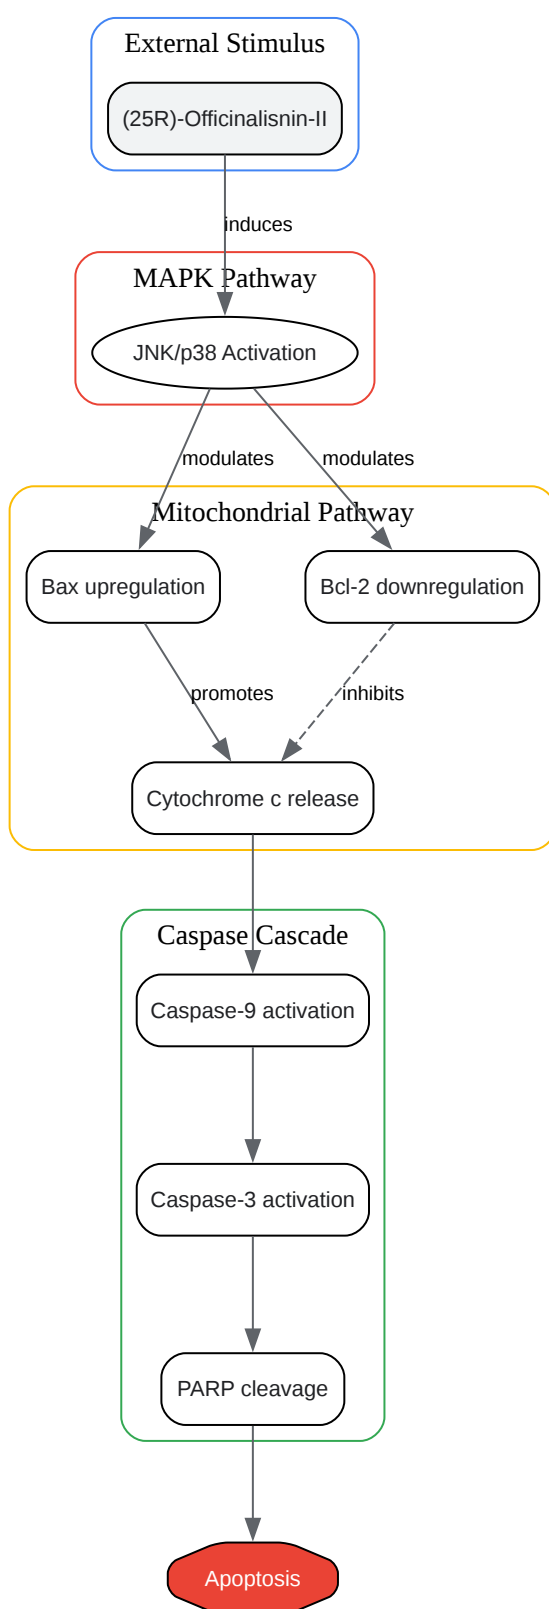 External Stimulus
(25R)-Officinalisnin-II
induces
MAPK Pathway
JNK/p38 Activation
modulates
modulates
Mitochondrial Pathway
Bax upregulation
Bcl-2 downregulation
promotes
inhibits
Cytochrome c release
Caspase Cascade
Caspase-9 activation
Caspase-3 activation
PARP cleavage
Apoptosis